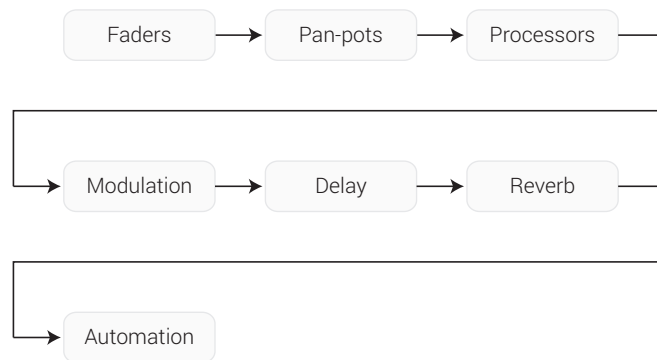 Faders
Pan-pots
Processors
Modulation
Delay
Reverb
Automation